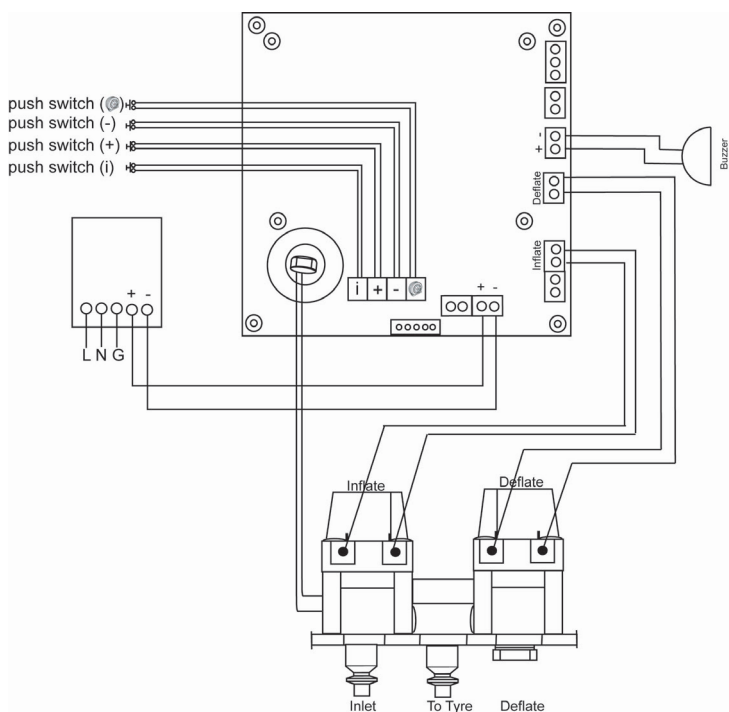 push switch ( )
push switch (-)
push switch (+)
push switch (i)
-
+
Buzzer
Deflate
Inflate
i + -
+ -
+ -
L N G
Inflate
Deflate
Inlet
To Tyre
Deflate